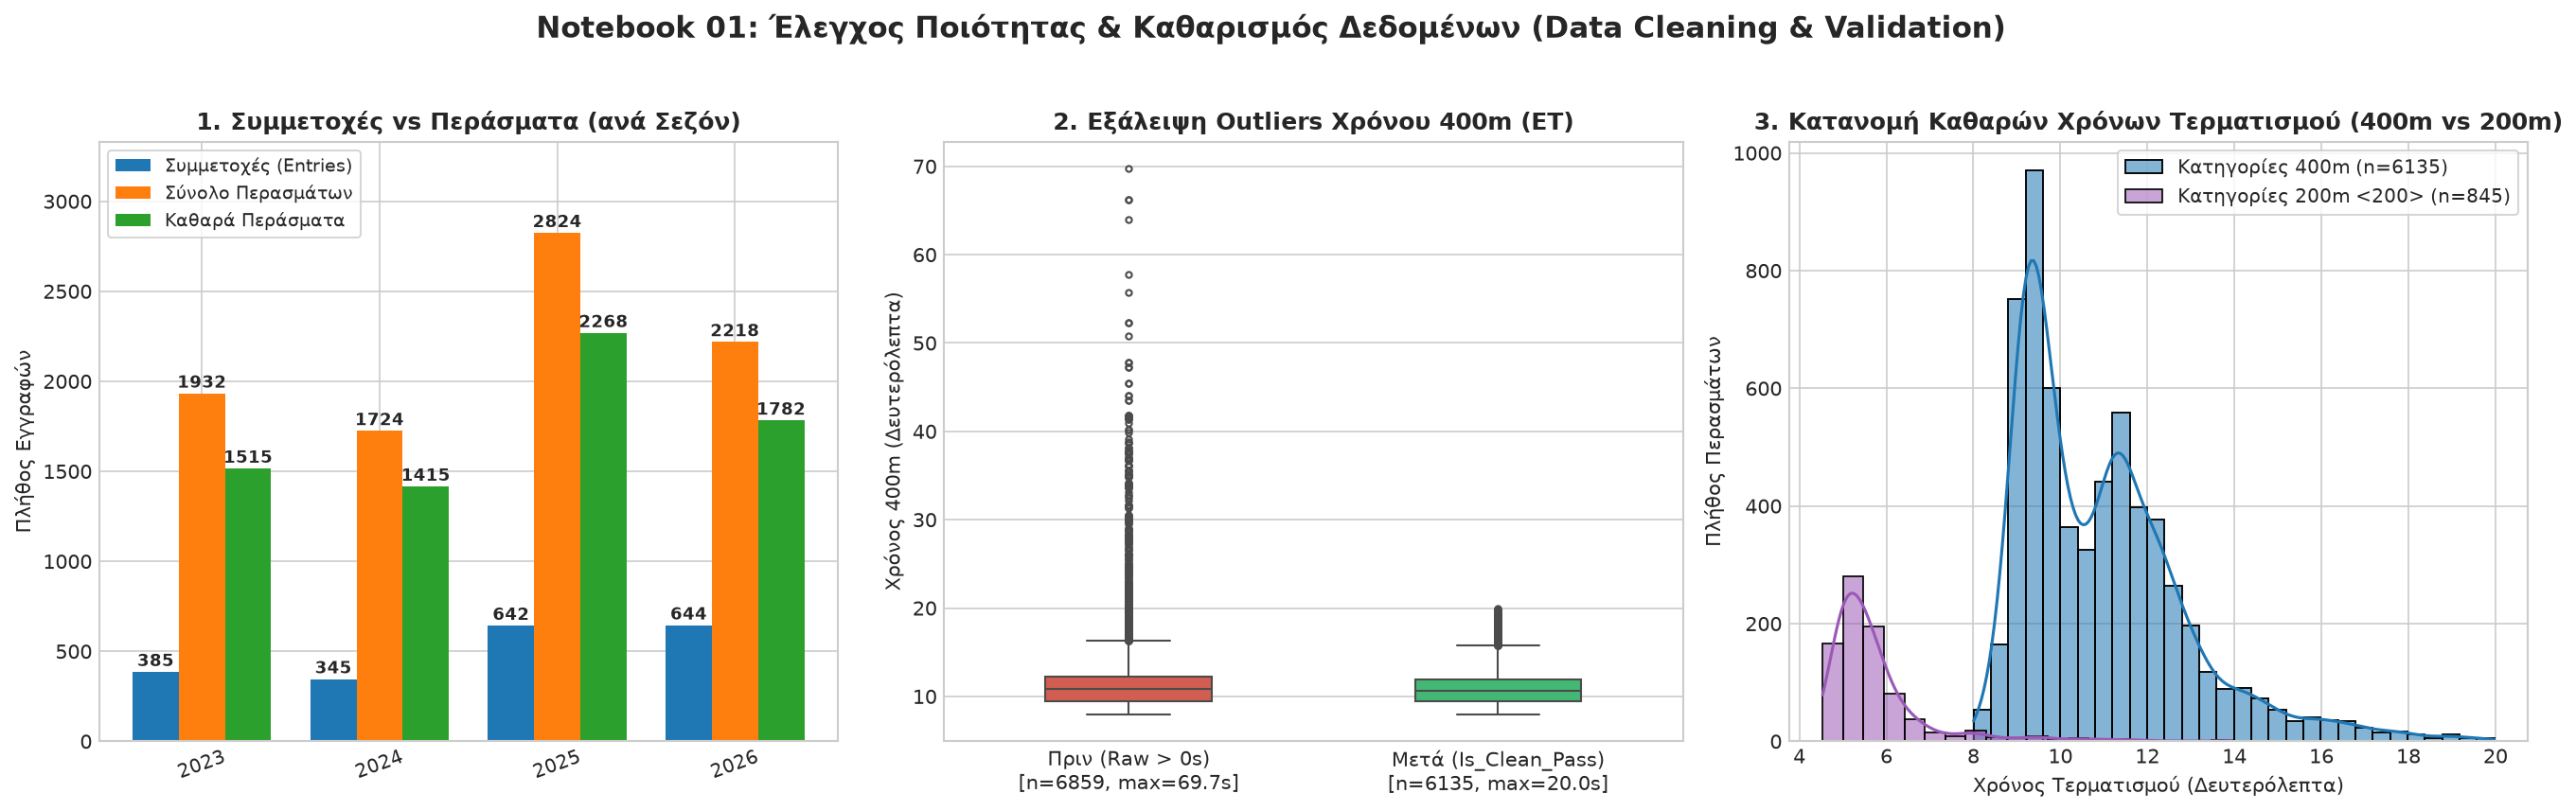 Notebook 01: Έλεγχος Ποιότητας & Καθαρισμός Δεδομένων (Data Cleaning & Validation)
1. Συμμετοχές vs Περάσματα (ανά Σεζόν)
Συμμετοχές (Entries)
Σύνολο Περασμάτων
Καθαρά Περάσματα
Πλήθος Εγγραφών
3000
2500
2000
1500
1000
500
0
385
1932
1515
345
1724
1415
642
2824
2268
644
2218
1782
2023
2024
2025
2026
2. Εξάλειψη Outliers Χρόνου 400m (ET)
Χρόνος 400m (Δευτερόλεπτα)
70
60
50
40
30
20
10
Πριν (Raw > 0s)
[n=6859, max=69.7s]
Μετά (Is_Clean_Pass)
[n=6135, max=20.0s]
3. Κατανομή Καθαρών Χρόνων Τερματισμού (400m vs 200m)
Κατηγορίες 400m (n=6135)
Κατηγορίες 200m <200> (n=845)
Πλήθος Περασμάτων
1000
800
600
400
200
0
4
6
8
10
12
14
16
18
20
Χρόνος Τερματισμού (Δευτερόλεπτα)